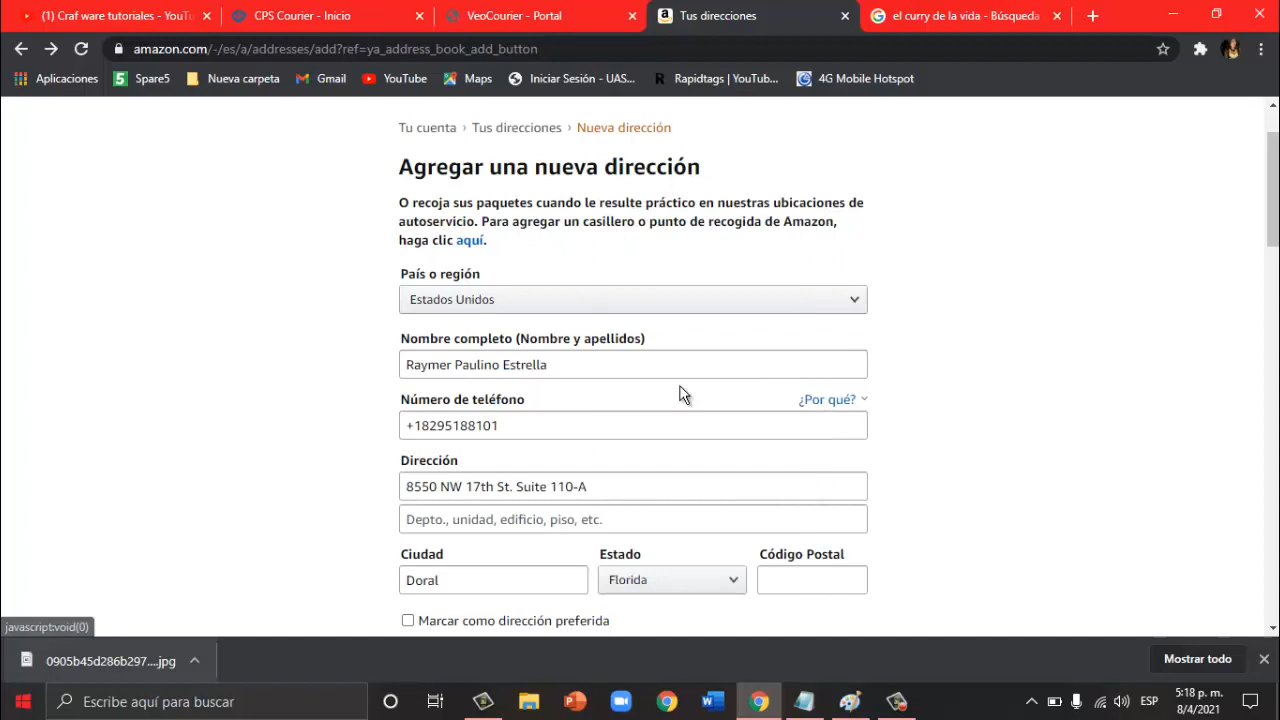 (1) Craf ware tutoriales - YouTu
CPS Courier - Inicio
VeoCourier - Portal
Tus direcciones
el curry de la vida - Búsqueda
amazon.com/-/es/a/addresses/add?ref=ya_address_book_add_button
Aplicaciones
Spare5
Nueva carpeta
Gmail
YouTube
Maps
Iniciar Sesión - UAS...
Rapidtags | YouTub...
4G Mobile Hotspot
Tu cuenta › Tus direcciones › Nueva dirección
Agregar una nueva dirección
O recoja sus paquetes cuando le resulte práctico en nuestras ubicaciones de
autoservicio. Para agregar un casillero o punto de recogida de Amazon,
haga clic aquí.
País o región
Estados Unidos
Nombre completo (Nombre y apellidos)
Raymer Paulino Estrella
Número de teléfono
¿Por qué?
+18295188101
Dirección
8550 NW 17th St. Suite 110-A
Depto., unidad, edificio, piso, etc.
Ciudad
Estado
Código Postal
Doral
Florida
Marcar como dirección preferida
javascript:void(0)
0905b45d286b297....jpg
Mostrar todo
Escribe aquí para buscar
ESP
5:18 p. m.
8/4/2021